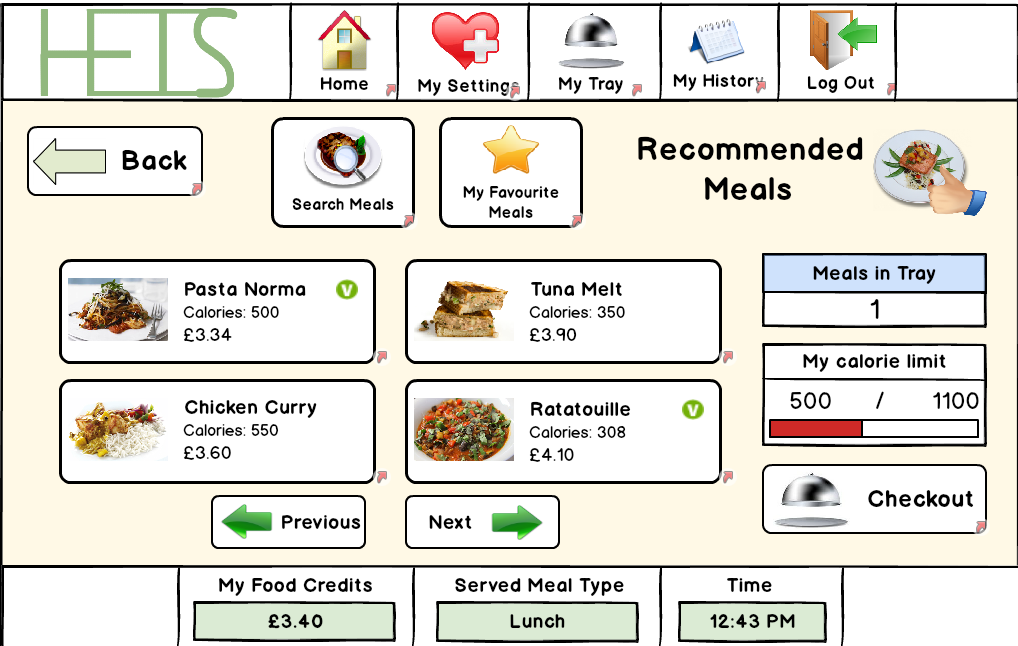 HETS
Home
My Settings
My Tray
My History
Log Out
Back
Search Meals
My Favourite
Meals
Recommended
Meals
Pasta Norma
V
Calories: 500
£3.34
Tuna Melt
Calories: 350
£3.90
Meals in Tray
1
My calorie limit
500 / 1100
Chicken Curry
Calories: 550
£3.60
Ratatouille
V
Calories: 308
£4.10
Checkout
Previous
Next
My Food Credits
£3.40
Served Meal Type
Lunch
Time
12:43 PM